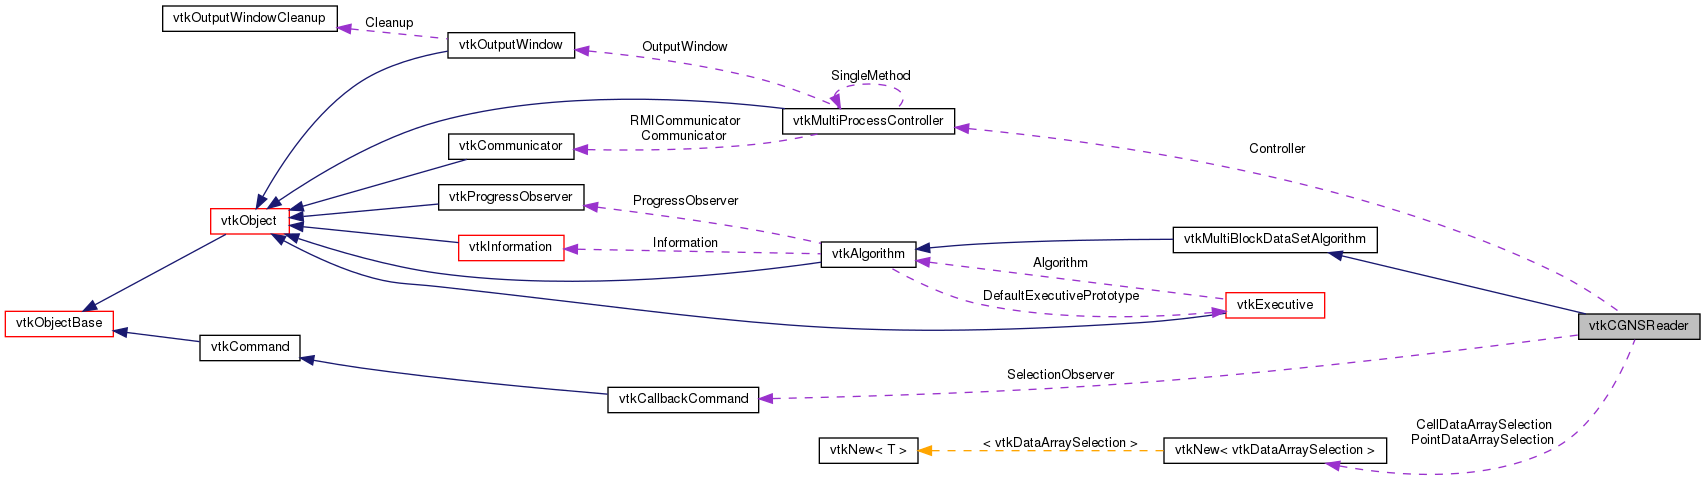 vtkOutputWindowCleanup
Cleanup
vtkOutputWindow
OutputWindow
SingleMethod
vtkMultiProcessController
RMICommunicator
Communicator
vtkCommunicator
Controller
vtkProgressObserver
ProgressObserver
vtkObject
vtkInformation
Information
vtkAlgorithm
vtkMultiBlockDataSetAlgorithm
Algorithm
DefaultExecutivePrototype
vtkExecutive
vtkObjectBase
vtkCGNSReader
vtkCommand
SelectionObserver
vtkCallbackCommand
CellDataArraySelection
PointDataArraySelection
vtkNew< T >
< vtkDataArraySelection >
vtkNew< vtkDataArraySelection >